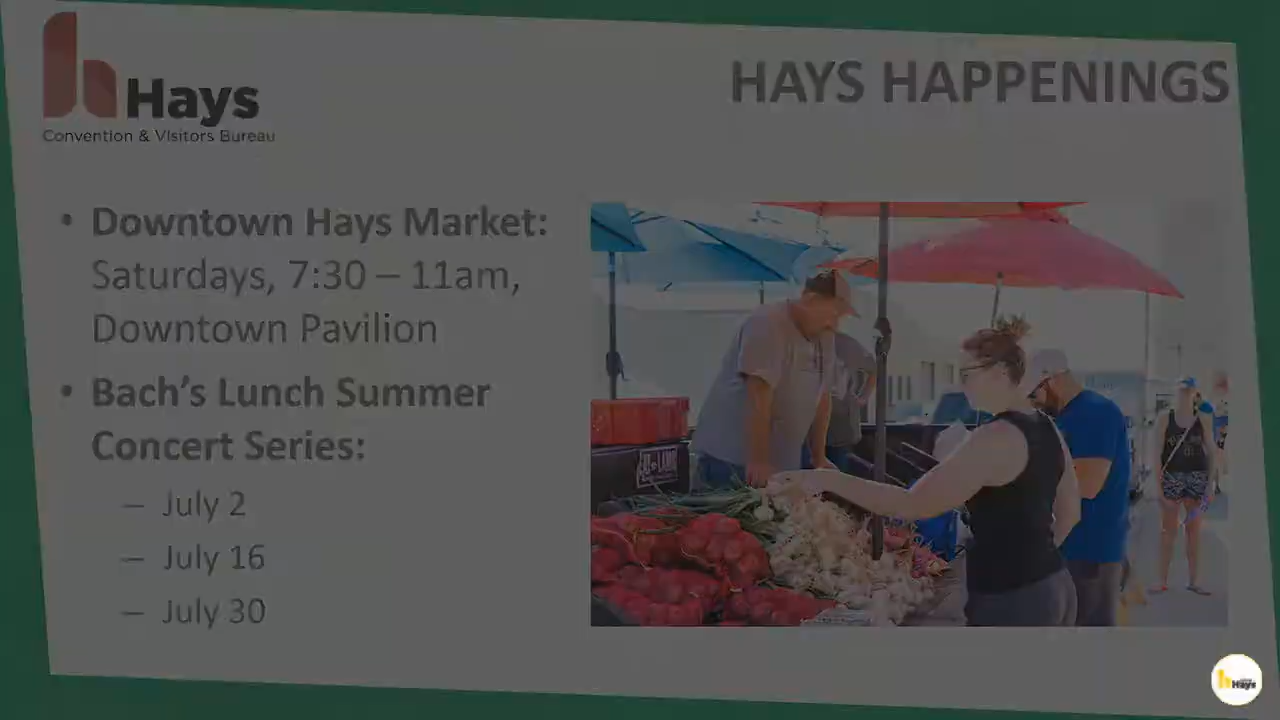 Hays
Convention & Visitors Bureau
HAYS HAPPENINGS
• Downtown Hays Market:
Saturdays, 7:30 – 11am,
Downtown Pavilion
• Bach's Lunch Summer
Concert Series:
– July 2
– July 16
– July 30
Hays